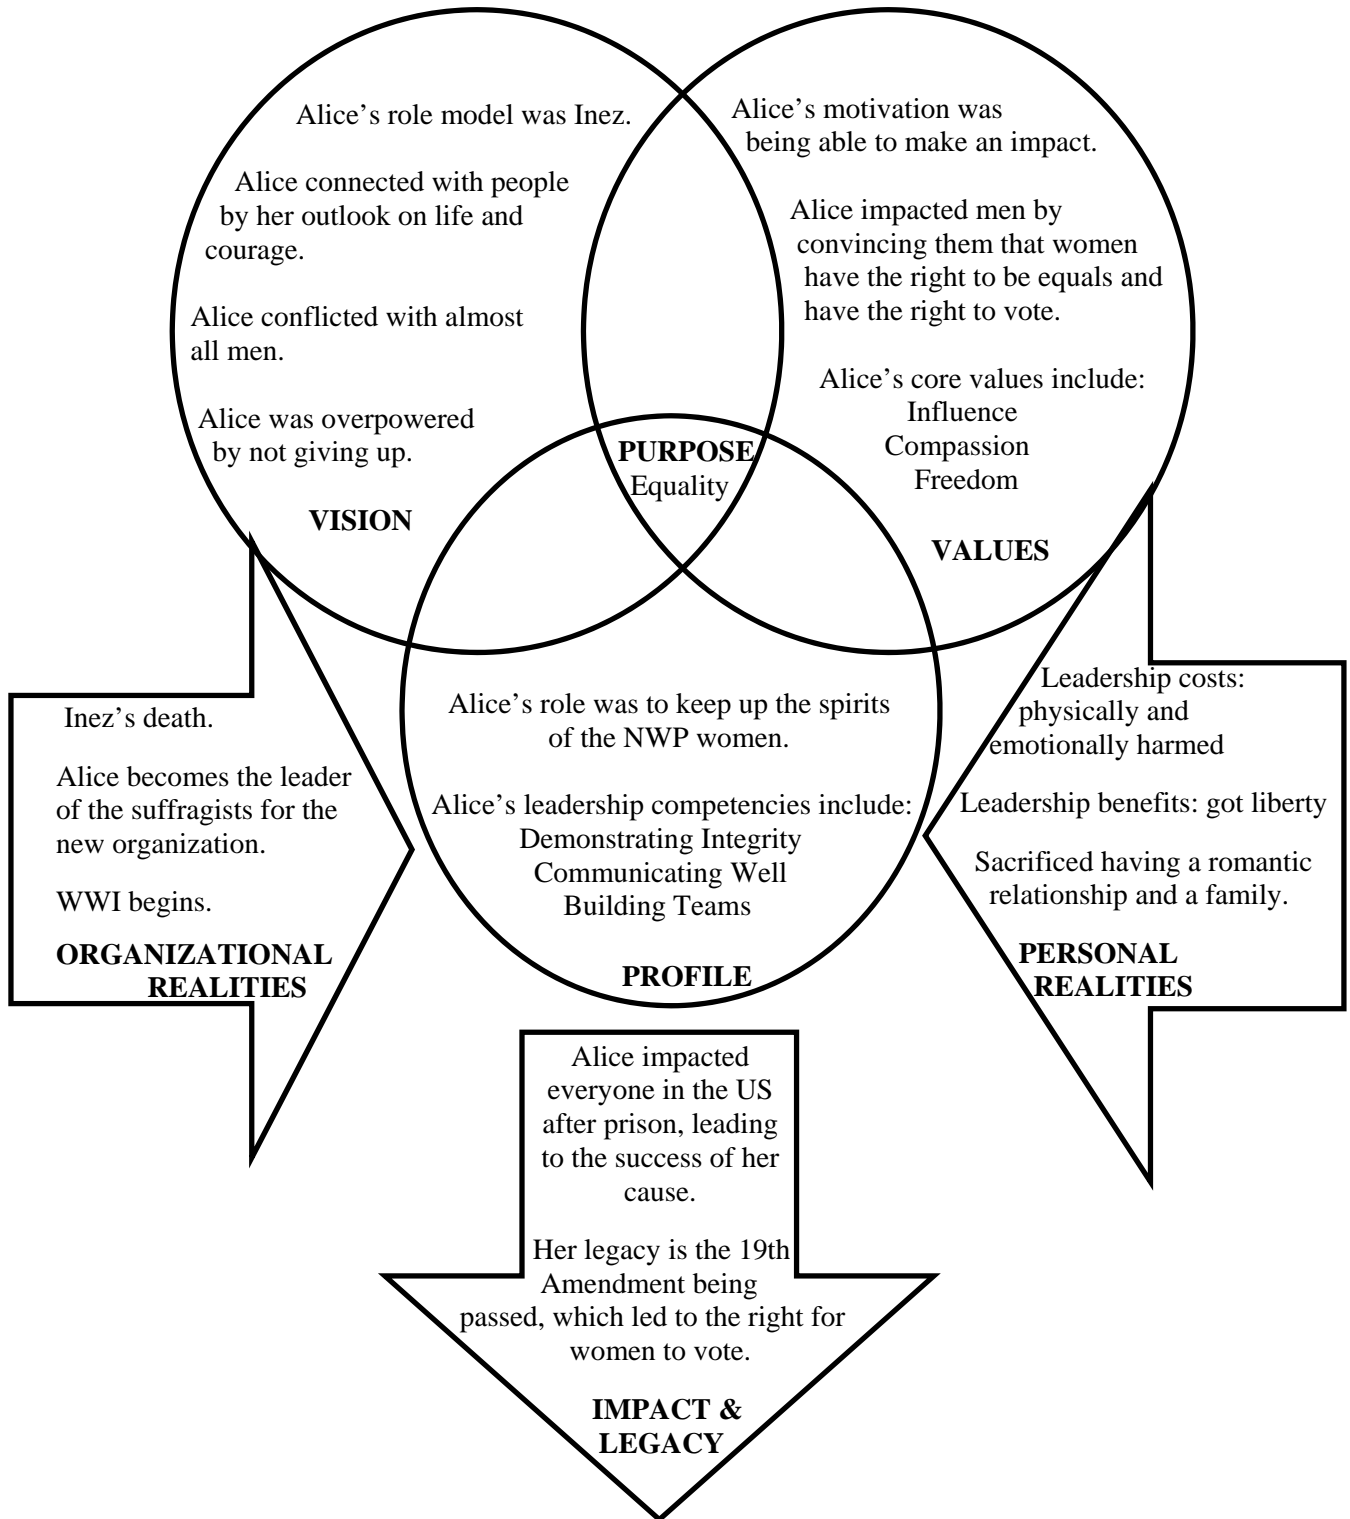 Alice’s role model was Inez.
Alice connected with people
by her outlook on life and
courage.
Alice conflicted with almost
all men.
Alice was overpowered
by not giving up.
VISION
Alice’s motivation was
being able to make an impact.
Alice impacted men by
convincing them that women
have the right to be equals and
have the right to vote.
Alice’s core values include:
Influence
Compassion
Freedom
VALUES
PURPOSE
Equality
Inez’s death.
Alice becomes the leader
of the suffragists for the
new organization.
WWI begins.
ORGANIZATIONAL
REALITIES
Alice’s role was to keep up the spirits
of the NWP women.
Alice’s leadership competencies include:
Demonstrating Integrity
Communicating Well
Building Teams
PROFILE
Leadership costs:
physically and
emotionally harmed
Leadership benefits: got liberty
Sacrificed having a romantic
relationship and a family.
PERSONAL
REALITIES
Alice impacted
everyone in the US
after prison, leading
to the success of her
cause.
Her legacy is the 19th
Amendment being
passed, which led to the right for
women to vote.
IMPACT &
LEGACY